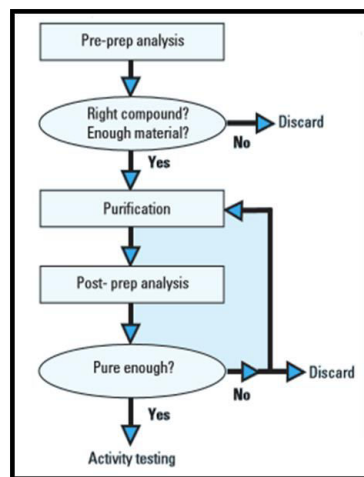 Pre-prep analysis
Right compound?
Enough material?
Discard
No
Yes
Purification
Post- prep analysis
Pure enough?
Discard
No
Yes
Activity testing